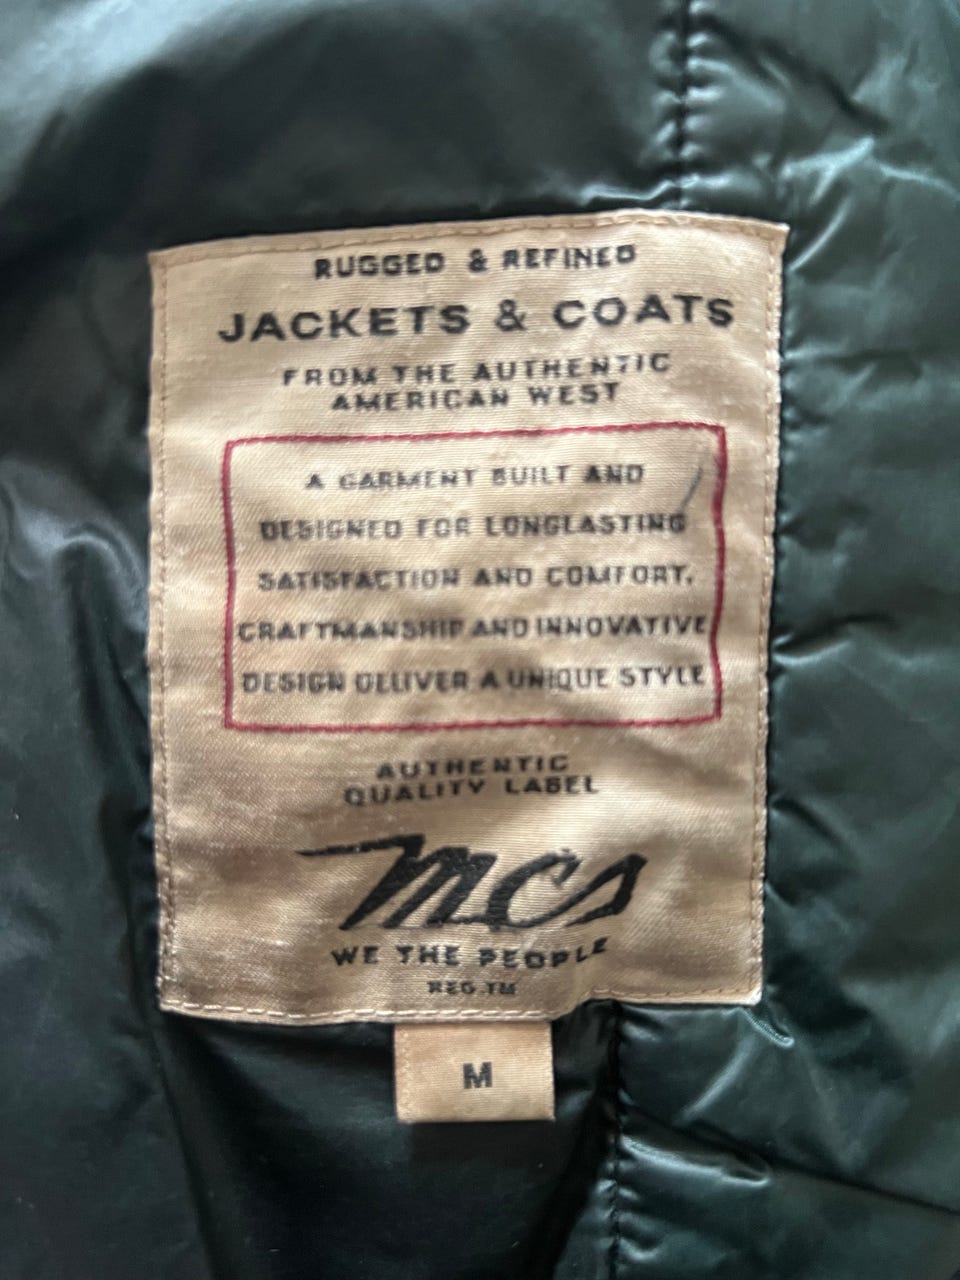 RUGGED & REFINED
JACKETS & COATS
FROM THE AUTHENTIC
AMERICAN WEST
A GARMENT BUILT AND
DESIGNED FOR LONGLASTING
SATISFACTION AND COMFORT.
CRAFTMANSHIP AND INNOVATIVE
DESIGN DELIVER A UNIQUE STYLE
AUTHENTIC
QUALITY LABEL
mcs
WE THE PEOPLE
REG.TM
M